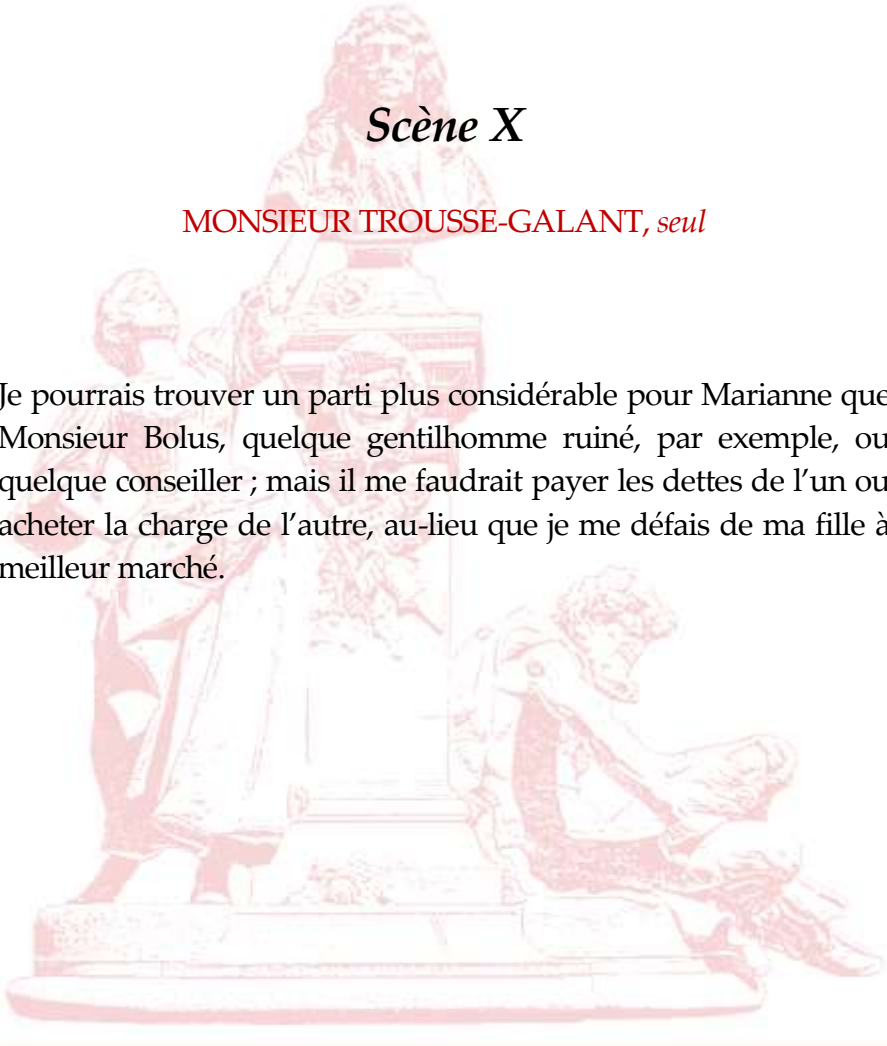 Scène X
MONSIEUR TROUSSE-GALANT, seul
Je pourrais trouver un parti plus considérable pour Marianne que
Monsieur Bolus, quelque gentilhomme ruiné, par exemple, ou
quelque conseiller ; mais il me faudrait payer les dettes de l’un ou
acheter la charge de l’autre, au-lieu que je me défais de ma fille à
meilleur marché.